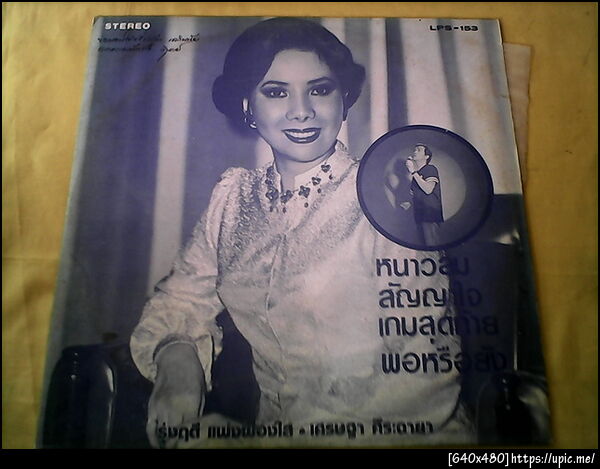 STEREO
LPS-153
หนาวลม
สัญญาใจ
เกมสุดท้าย
พอหรือยัง
รุ่งฤดี แพ่งผ่องใส • เศรษฐา ศิระฉายา
[640x480]https://upic.me/